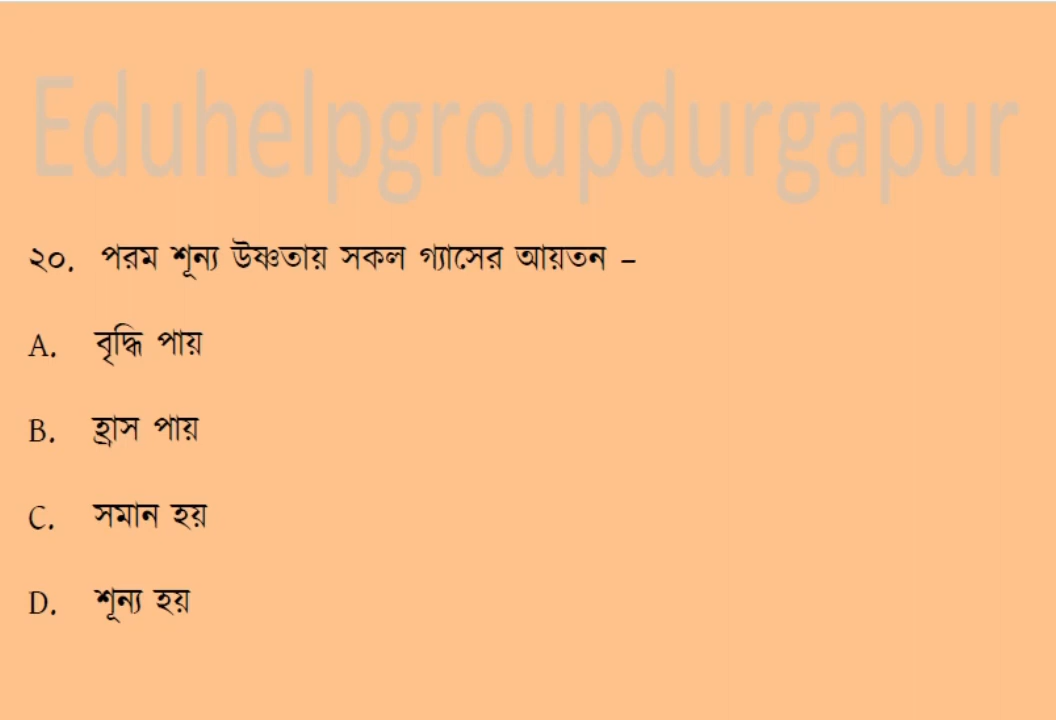 Eduhelpgroupdurgapur
২০. পরম শূন্য উষ্ণতায় সকল গ্যাসের আয়তন –
A. বৃদ্ধি পায়
B. হ্রাস পায়
C. সমান হয়
D. শূন্য হয়